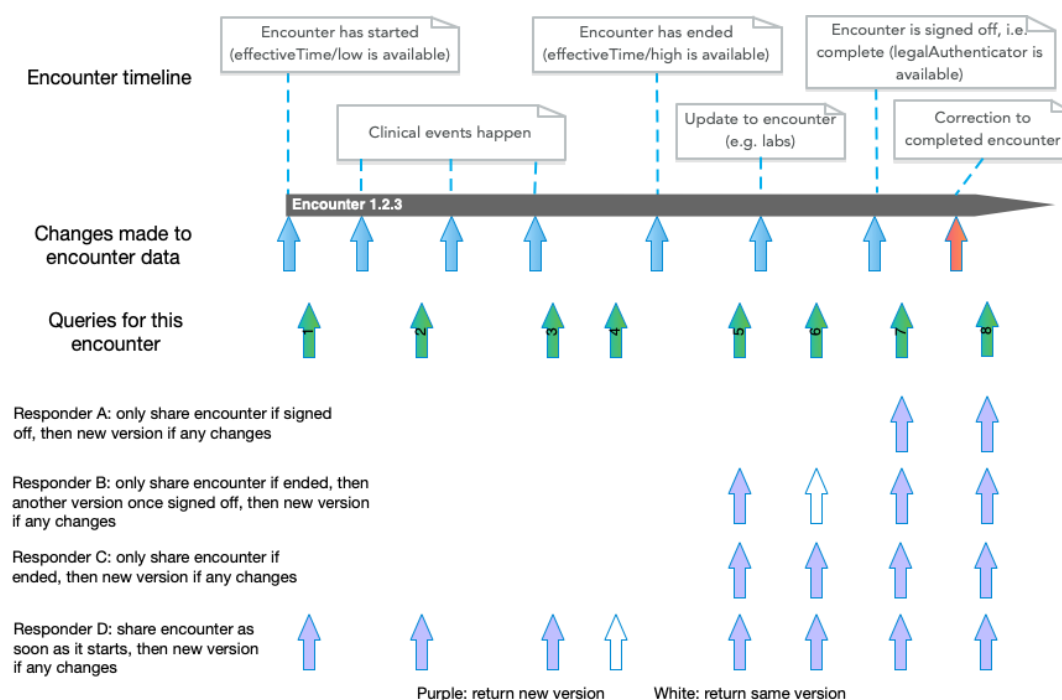 Encounter has started
(effectiveTime/low is available)
Encounter has ended
(effectiveTime/high is available)
Encounter is signed off, i.e.
complete (legalAuthenticator is
available)
Encounter timeline
Clinical events happen
Update to encounter
(e.g. labs)
Correction to
completed encounter
Encounter 1.2.3
Changes made to
encounter data
Queries for this
encounter
1
2
3
4
5
6
7
8
Responder A: only share encounter if signed
off, then new version if any changes
Responder B: only share encounter if ended, then
another version once signed off, then new version
if any changes
Responder C: only share encounter if
ended, then new version if any changes
Responder D: share encounter as
soon as it starts, then new version
if any changes
Purple: return new version
White: return same version